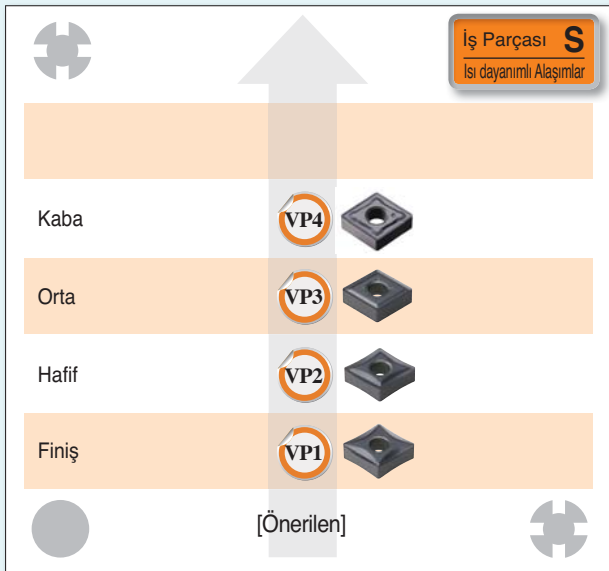 İş Parçası S
Isı dayanımlı Alaşımlar
Kaba VP4
Orta VP3
Hafif VP2
Finiş VP1
[Önerilen]